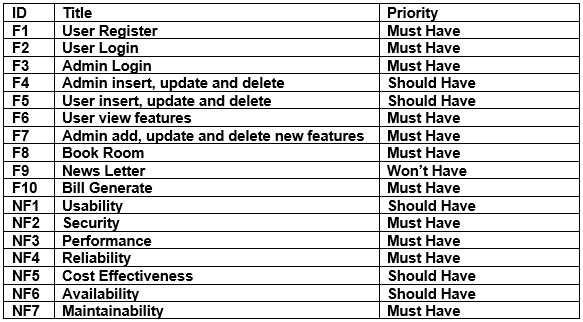 ID Title Priority
F1 User Register Must Have
F2 User Login Must Have
F3 Admin Login Must Have
F4 Admin insert, update and delete Should Have
F5 User insert, update and delete Should Have
F6 User view features Must Have
F7 Admin add, update and delete new features Must Have
F8 Book Room Must Have
F9 News Letter Won't Have
F10 Bill Generate Must Have
NF1 Usability Should Have
NF2 Security Must Have
NF3 Performance Must Have
NF4 Reliability Must Have
NF5 Cost Effectiveness Should Have
NF6 Availability Should Have
NF7 Maintainability Must Have